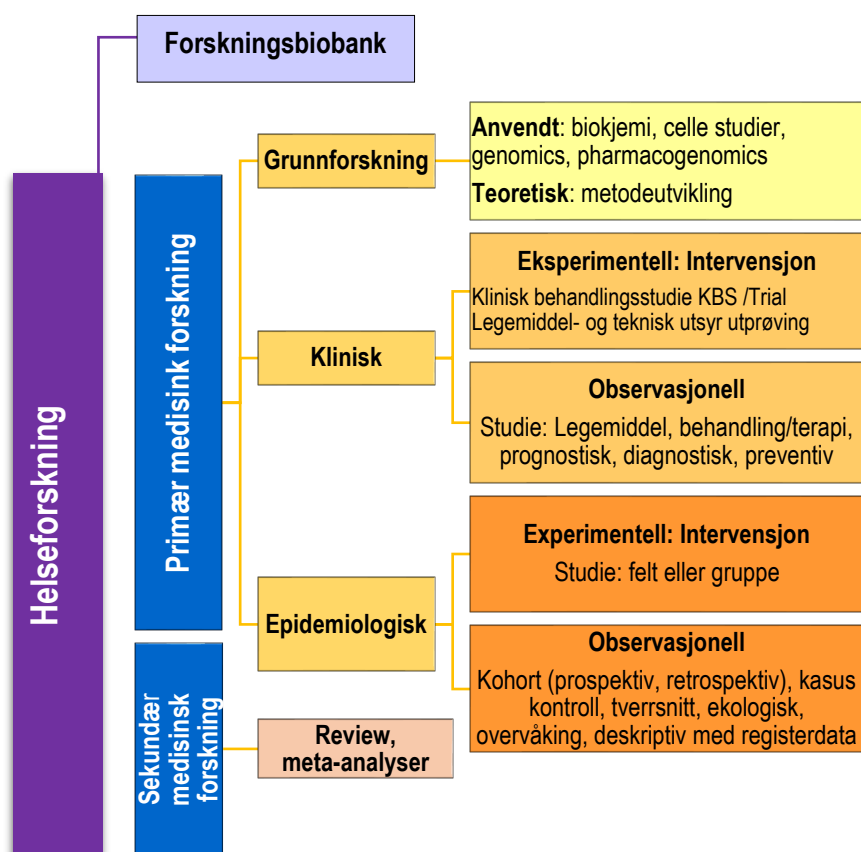 Forskningsbiobank
Helseforskning
Primær medisink forskning
Grunnforskning
Anvendt: biokjemi, celle studier,
genomics, pharmacogenomics
Teoretisk: metodeutvikling
Klinisk
Eksperimentell: Intervensjon
Klinisk behandlingsstudie KBS /Trial
Legemiddel- og teknisk utsyr utprøving
Observasjonell
Studie: Legemiddel, behandling/terapi,
prognostisk, diagnostisk, preventiv
Epidemiologisk
Experimentell: Intervensjon
Studie: felt eller gruppe
Observasjonell
Kohort (prospektiv, retrospektiv), kasus
kontroll, tverrsnitt, ekologisk,
overvåking, deskriptiv med registerdata
Sekundær
medisinsk
forskning
Review,
meta-analyser